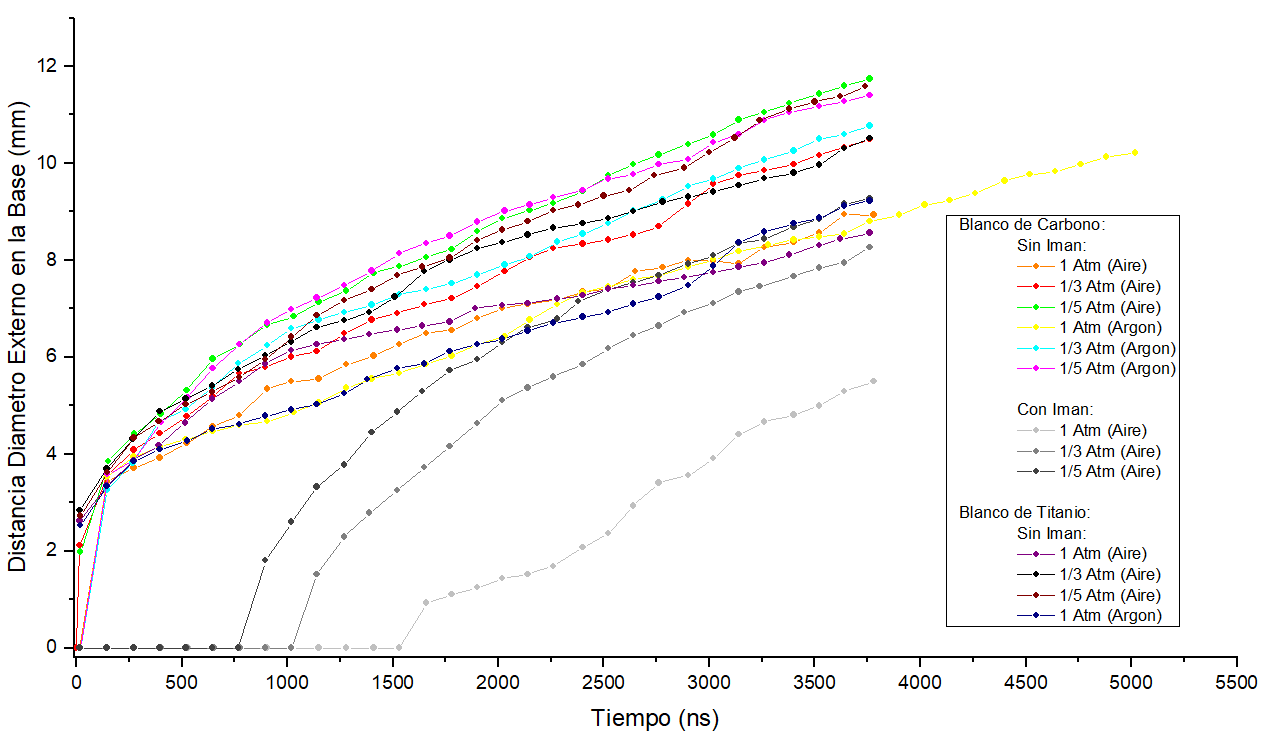 Distancia Diametro Externo en la Base (mm)
12
10
8
6
4
2
0
0 500 1000 1500 2000 2500 3000 3500 4000 4500 5000 5500
Tiempo (ns)
Blanco de Carbono:
Sin Iman:
1 Atm (Aire)
1/3 Atm (Aire)
1/5 Atm (Aire)
1 Atm (Argon)
1/3 Atm (Argon)
1/5 Atm (Argon)
Con Iman:
1 Atm (Aire)
1/3 Atm (Aire)
1/5 Atm (Aire)
Blanco de Titanio:
Sin Iman:
1 Atm (Aire)
1/3 Atm (Aire)
1/5 Atm (Aire)
1 Atm (Argon)